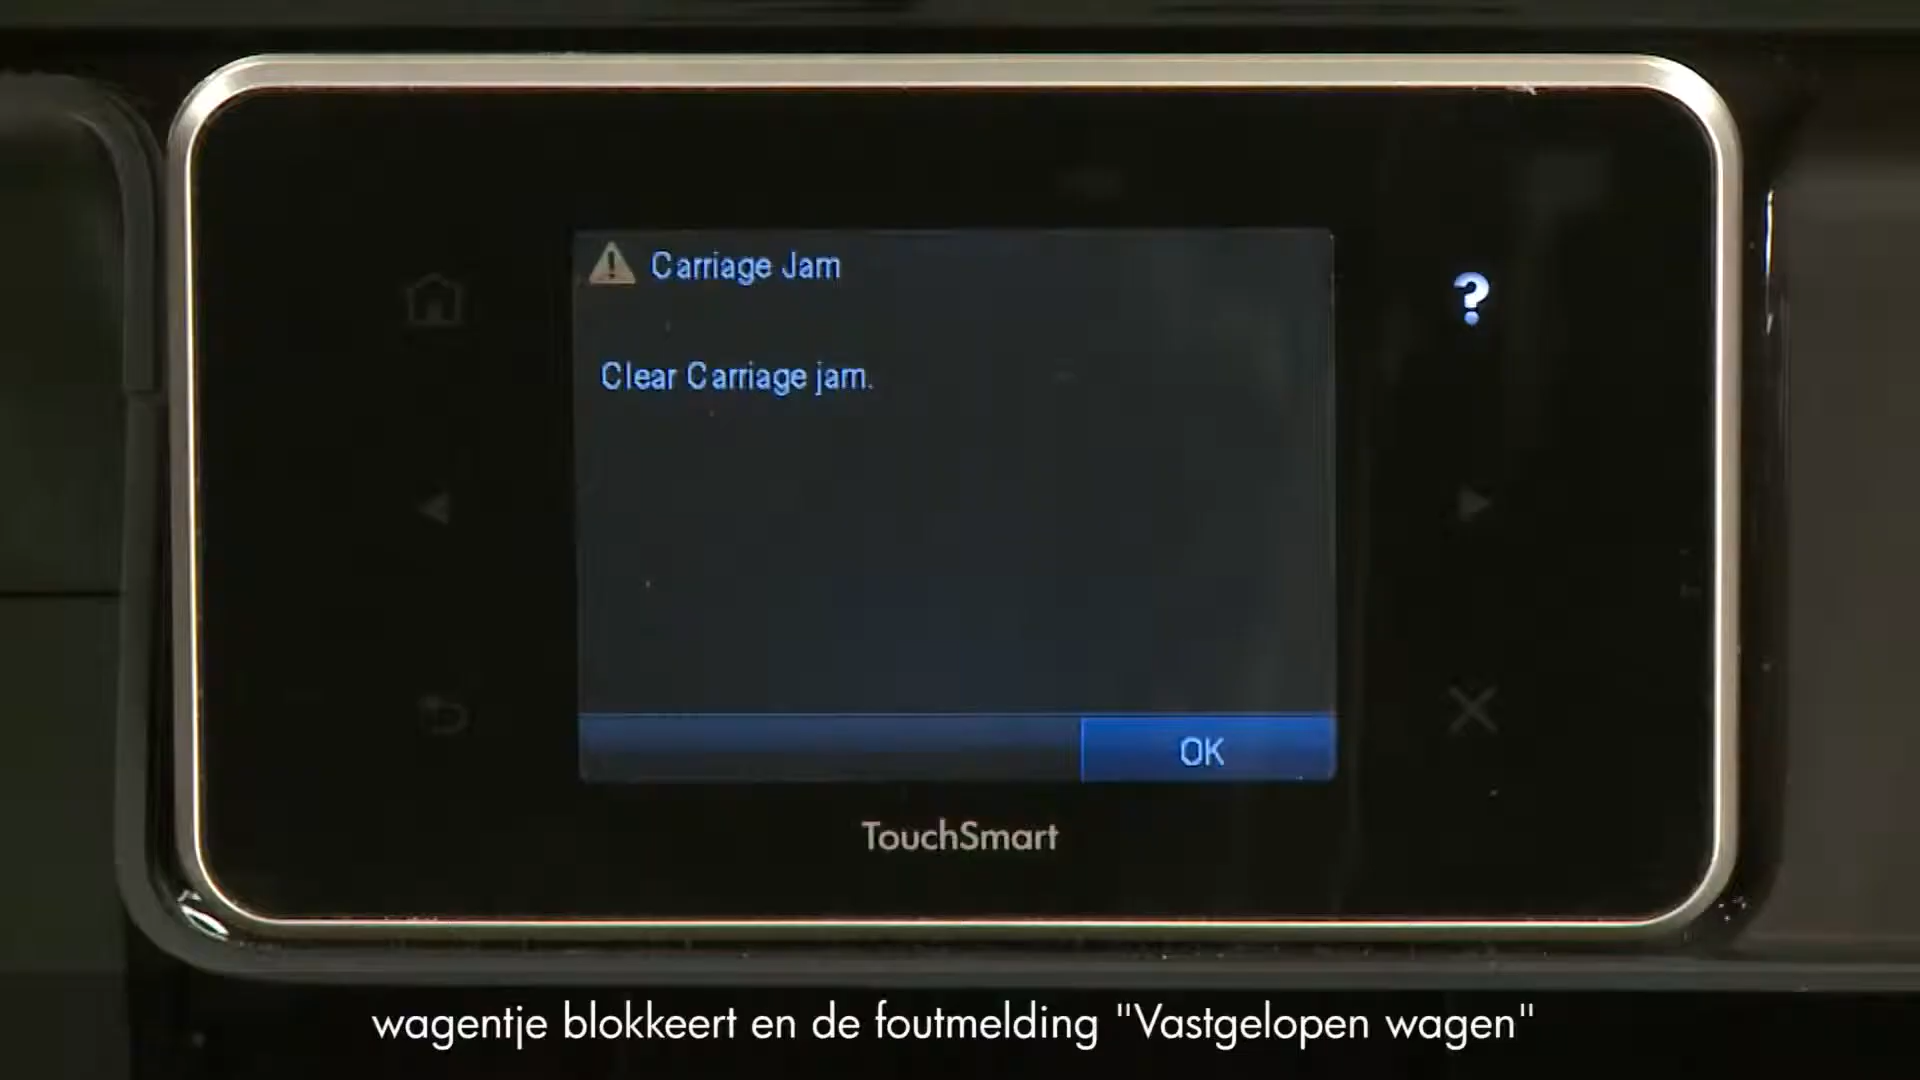 Carriage Jam
Clear Carriage jam.
?
OK
TouchSmart
wagentje blokkeert en de foutmelding "Vastgelopen wagen"